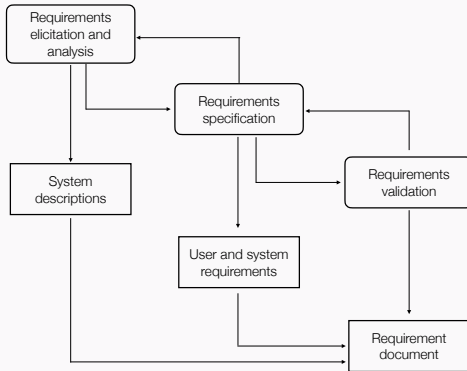 Requirements
elicitation and
analysis
Requirements
specification
System
descriptions
Requirements
validation
User and system
requirements
Requirement
document